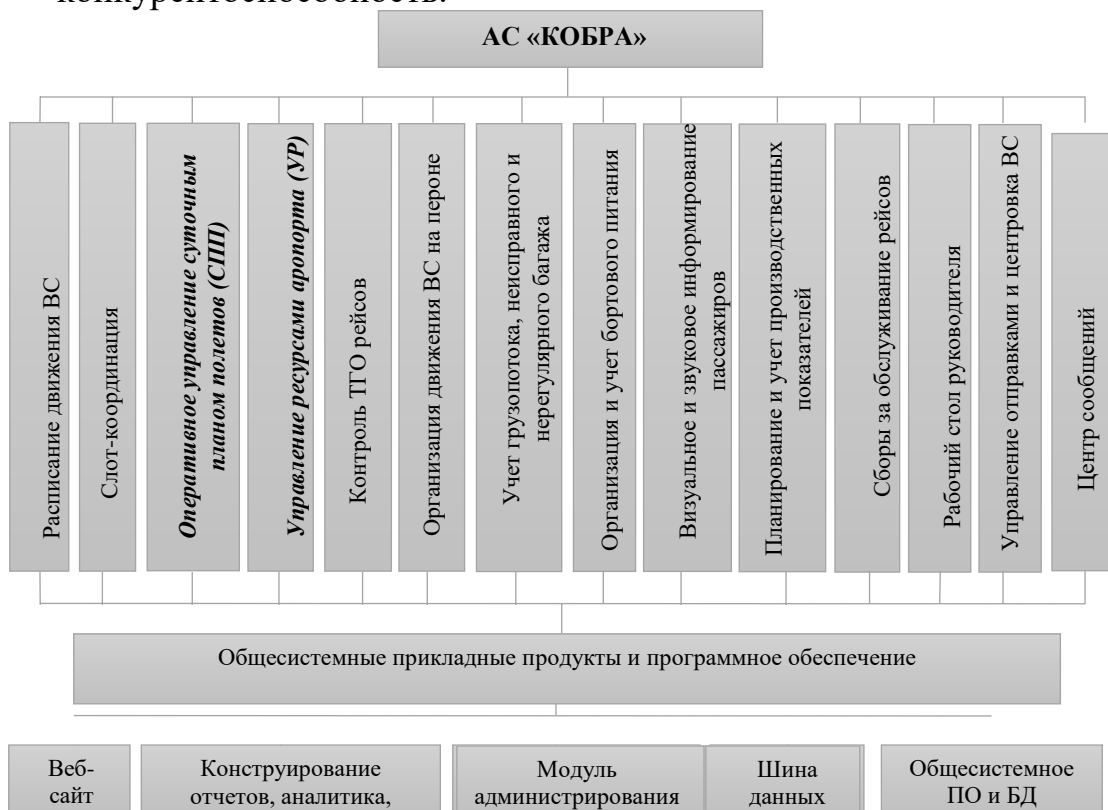 конкурентоспособность.
АС «КОБРА»
Расписание движения ВС
Слот-координация
Оперативное управление суточным
планом полетов (СПП)
Управление ресурсами аропорта (УР)
Контроль ТГО рейсов
Организация движения ВС на пероне
Учет грузопотока, неисправного и
нерегулярного багажа
Организация и учет бортового питания
Визуальное и звуковое информирование
пассажиров
Планирование и учет производственных
показателей
Сборы за обслуживание рейсов
Рабочий стол руководителя
Управление отправками и центровка ВС
Центр сообщений
Общесистемные прикладные продукты и программное обеспечение
Веб-
сайт
Конструирование
отчетов, аналитика,
Модуль
администрирования
Шина
данных
Общесистемное
ПО и БД